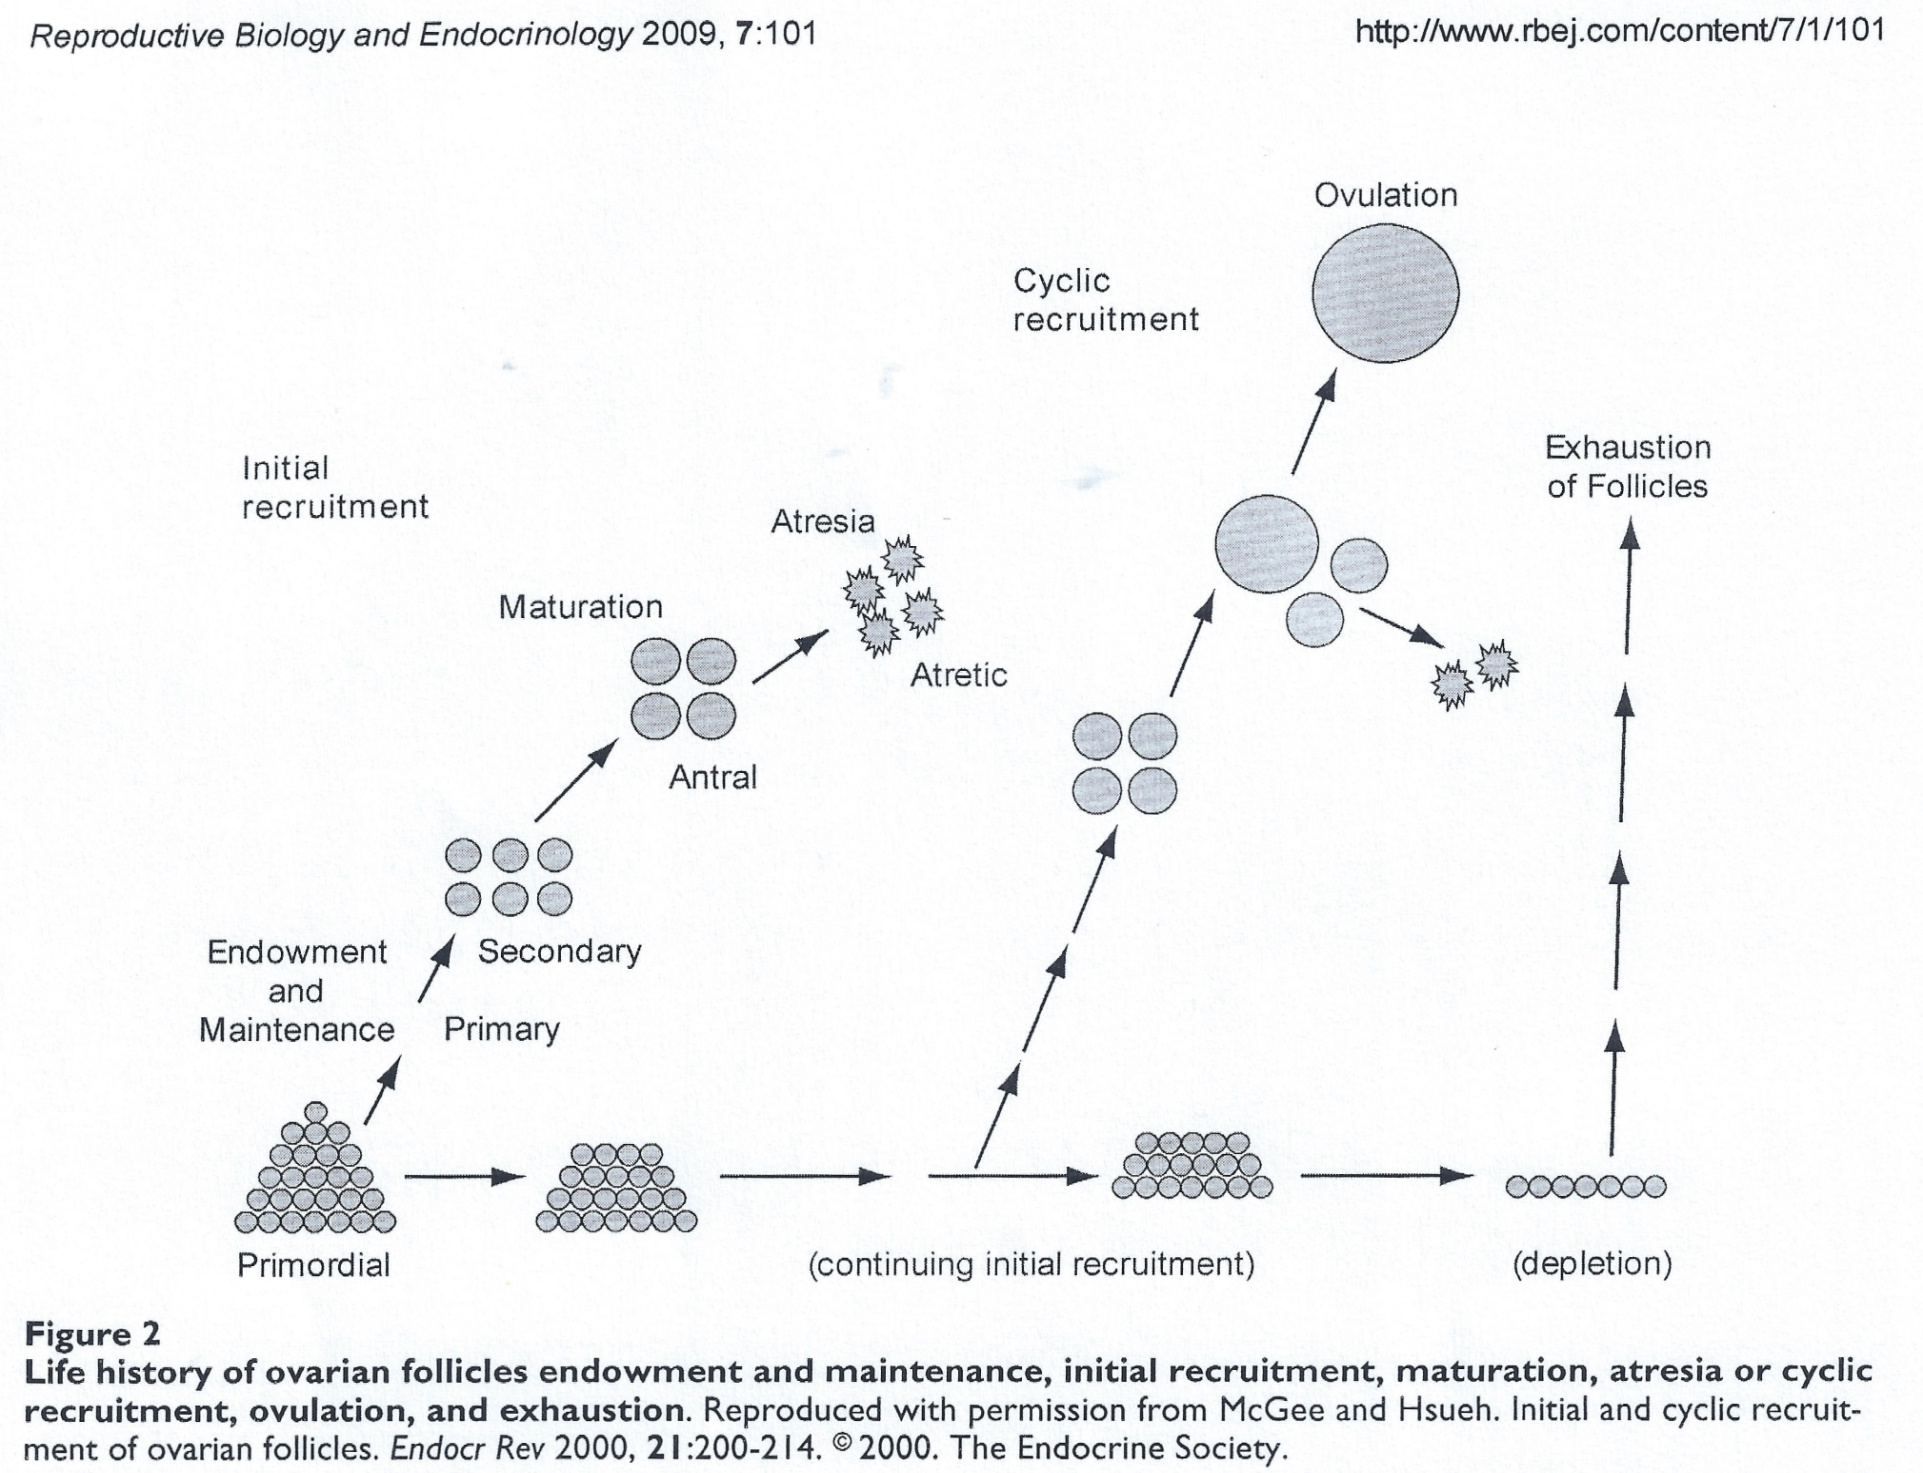 Reproductive Biology and Endocrinology 2009, 7:101
http://www.rbej.com/content/7/1/101
Ovulation
Cyclic
recruitment
Exhaustion
of Follicles
Initial
recruitment
Atresia
Maturation
Atretic
Antral
Endowment
and
Maintenance
Secondary
Primary
Primordial
(continuing initial recruitment)
(depletion)
Figure 2
Life history of ovarian follicles endowment and maintenance, initial recruitment, maturation, atresia or cyclic
recruitment, ovulation, and exhaustion. Reproduced with permission from McGee and Hsueh. Initial and cyclic recruit-
ment of ovarian follicles. Endocr Rev 2000, 21:200-214. © 2000. The Endocrine Society.